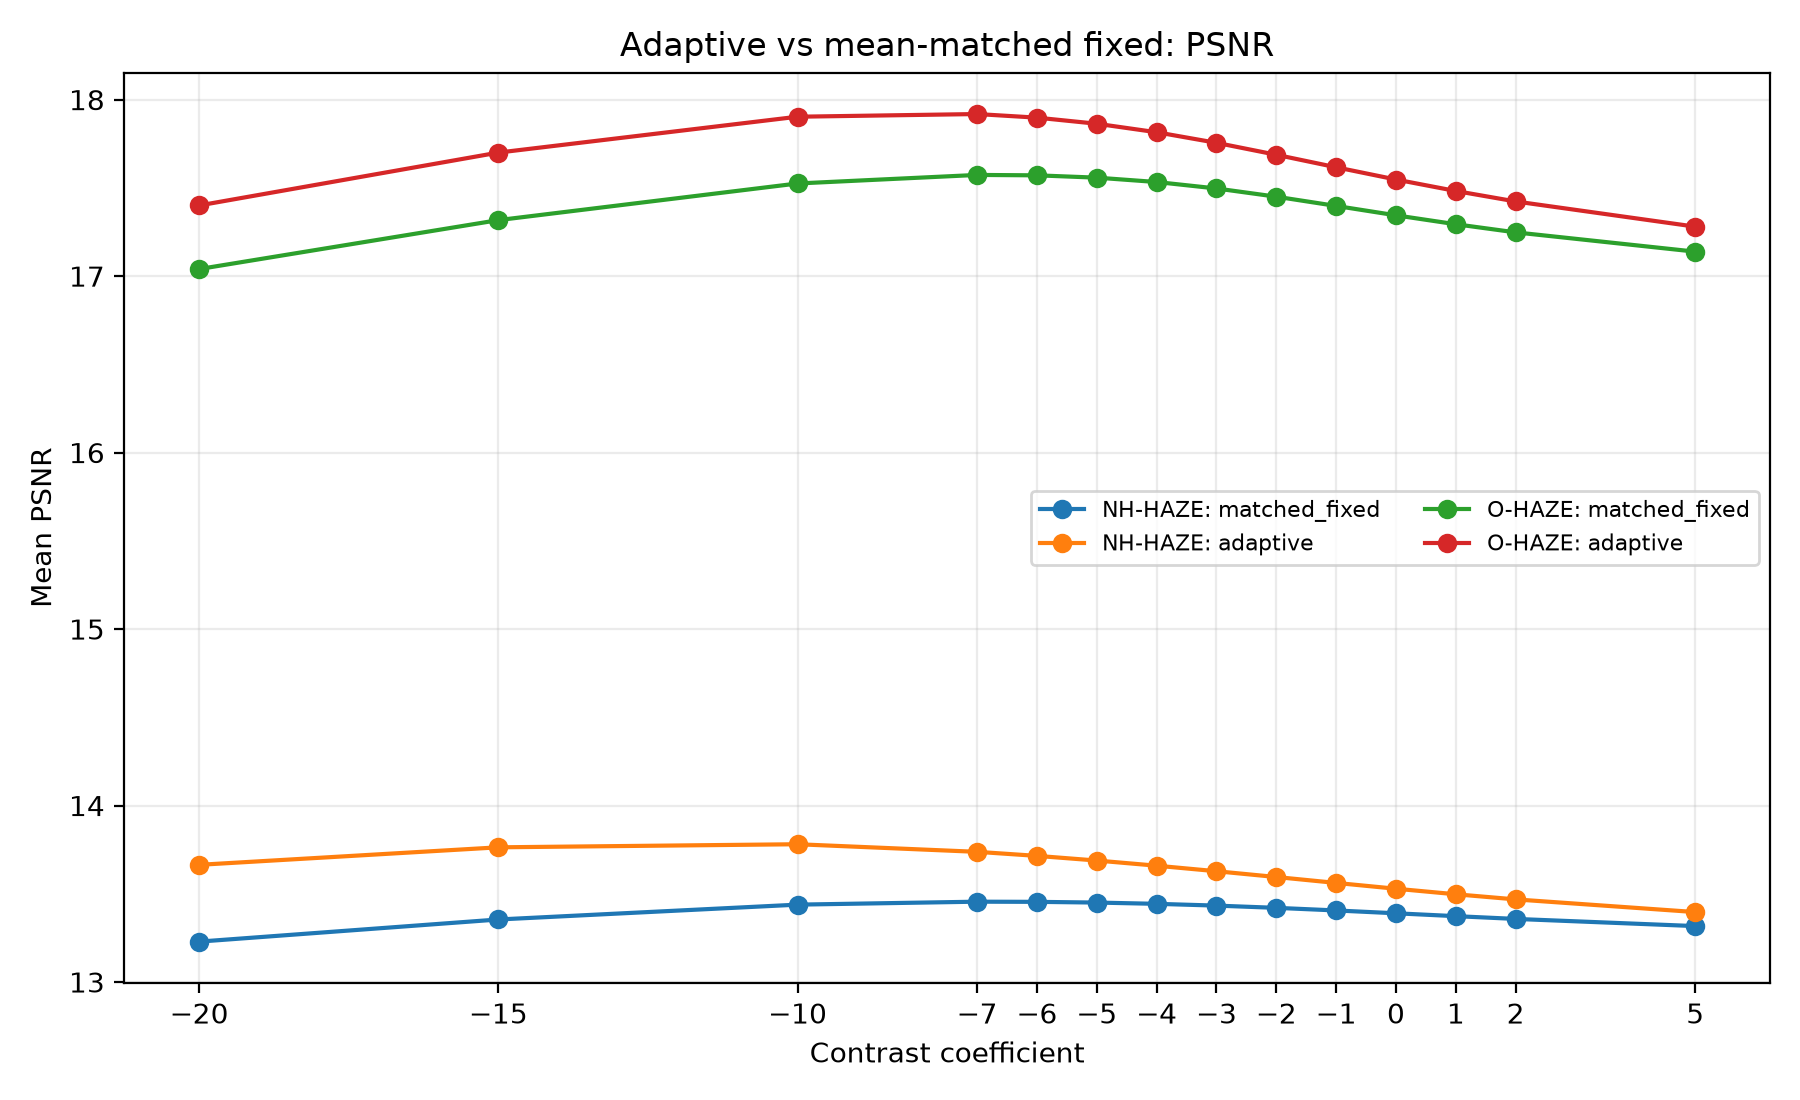 Adaptive vs mean-matched fixed: PSNR
Mean PSNR
18
17
16
15
14
13
NH-HAZE: matched_fixed
NH-HAZE: adaptive
O-HAZE: matched_fixed
O-HAZE: adaptive
−20 −15 −10 −7 −6 −5 −4 −3 −2 −1 0 1 2 5
Contrast coefficient